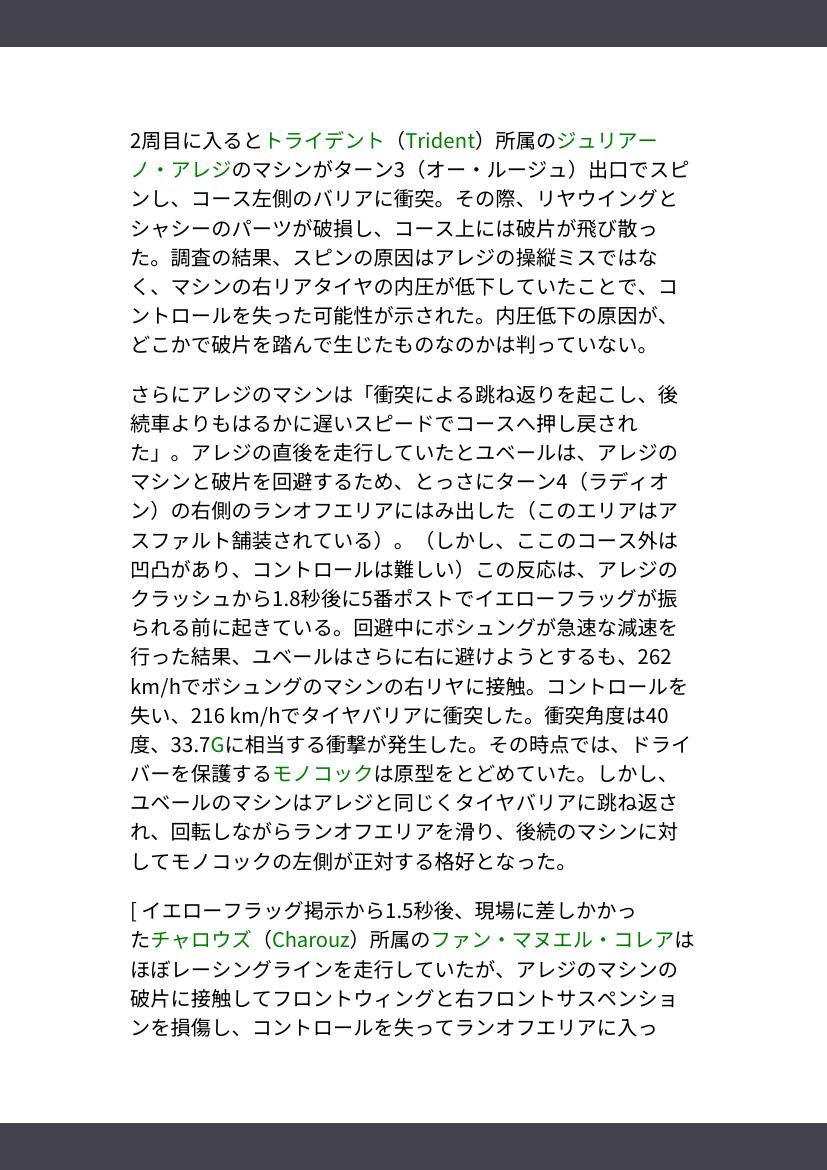 2周目に入るとトライデント（Trident）所属のジュリアー
ノ・アレジのマシンがターン3（オー・ルージュ）出口でスピ
ンし、コース左側のバリアに衝突。その際、リヤウイングと
シャシーのパーツが破損し、コース上には破片が飛び散っ
た。調査の結果、スピンの原因はアレジの操縦ミスではな
く、マシンの右リアタイヤの内圧が低下していたことで、コ
ントロールを失った可能性が示された。内圧低下の原因が、
どこかで破片を踏んで生じたものなのかは判っていない。
さらにアレジのマシンは「衝突による跳ね返りを起こし、後
続車よりもはるかに遅いスピードでコースへ押し戻され
た」。アレジの直後を走行していたとユベールは、アレジの
マシンと破片を回避するため、とっさにターン4（ラディオ
ン）の右側のランオフエリアにはみ出した（このエリアはア
スファルト舗装されている）。（しかし、ここのコース外は
凹凸があり、コントロールは難しい）この反応は、アレジの
クラッシュから1.8秒後に5番ポストでイエローフラッグが振
られる前に起きている。回避中にボシュングが急速な減速を
行った結果、ユベールはさらに右に避けようとするも、262
km/hでボシュングのマシンの右リヤに接触。コントロールを
失い、216 km/hでタイヤバリアに衝突した。衝突角度は40
度、33.7Gに相当する衝撃が発生した。その時点では、ドライ
バーを保護するモノコックは原型をとどめていた。しかし、
ユベールのマシンはアレジと同じくタイヤバリアに跳ね返さ
れ、回転しながらランオフエリアを滑り、後続のマシンに対
してモノコックの左側が正対する格好となった。
[ イエローフラッグ掲示から1.5秒後、現場に差しかかっ
たチャロウズ（Charouz）所属のファン・マヌエル・コレアは
ほぼレーシングラインを走行していたが、アレジのマシンの
破片に接触してフロントウィングと右フロントサスペンショ
ンを損傷し、コントロールを失ってランオフエリアに入っ